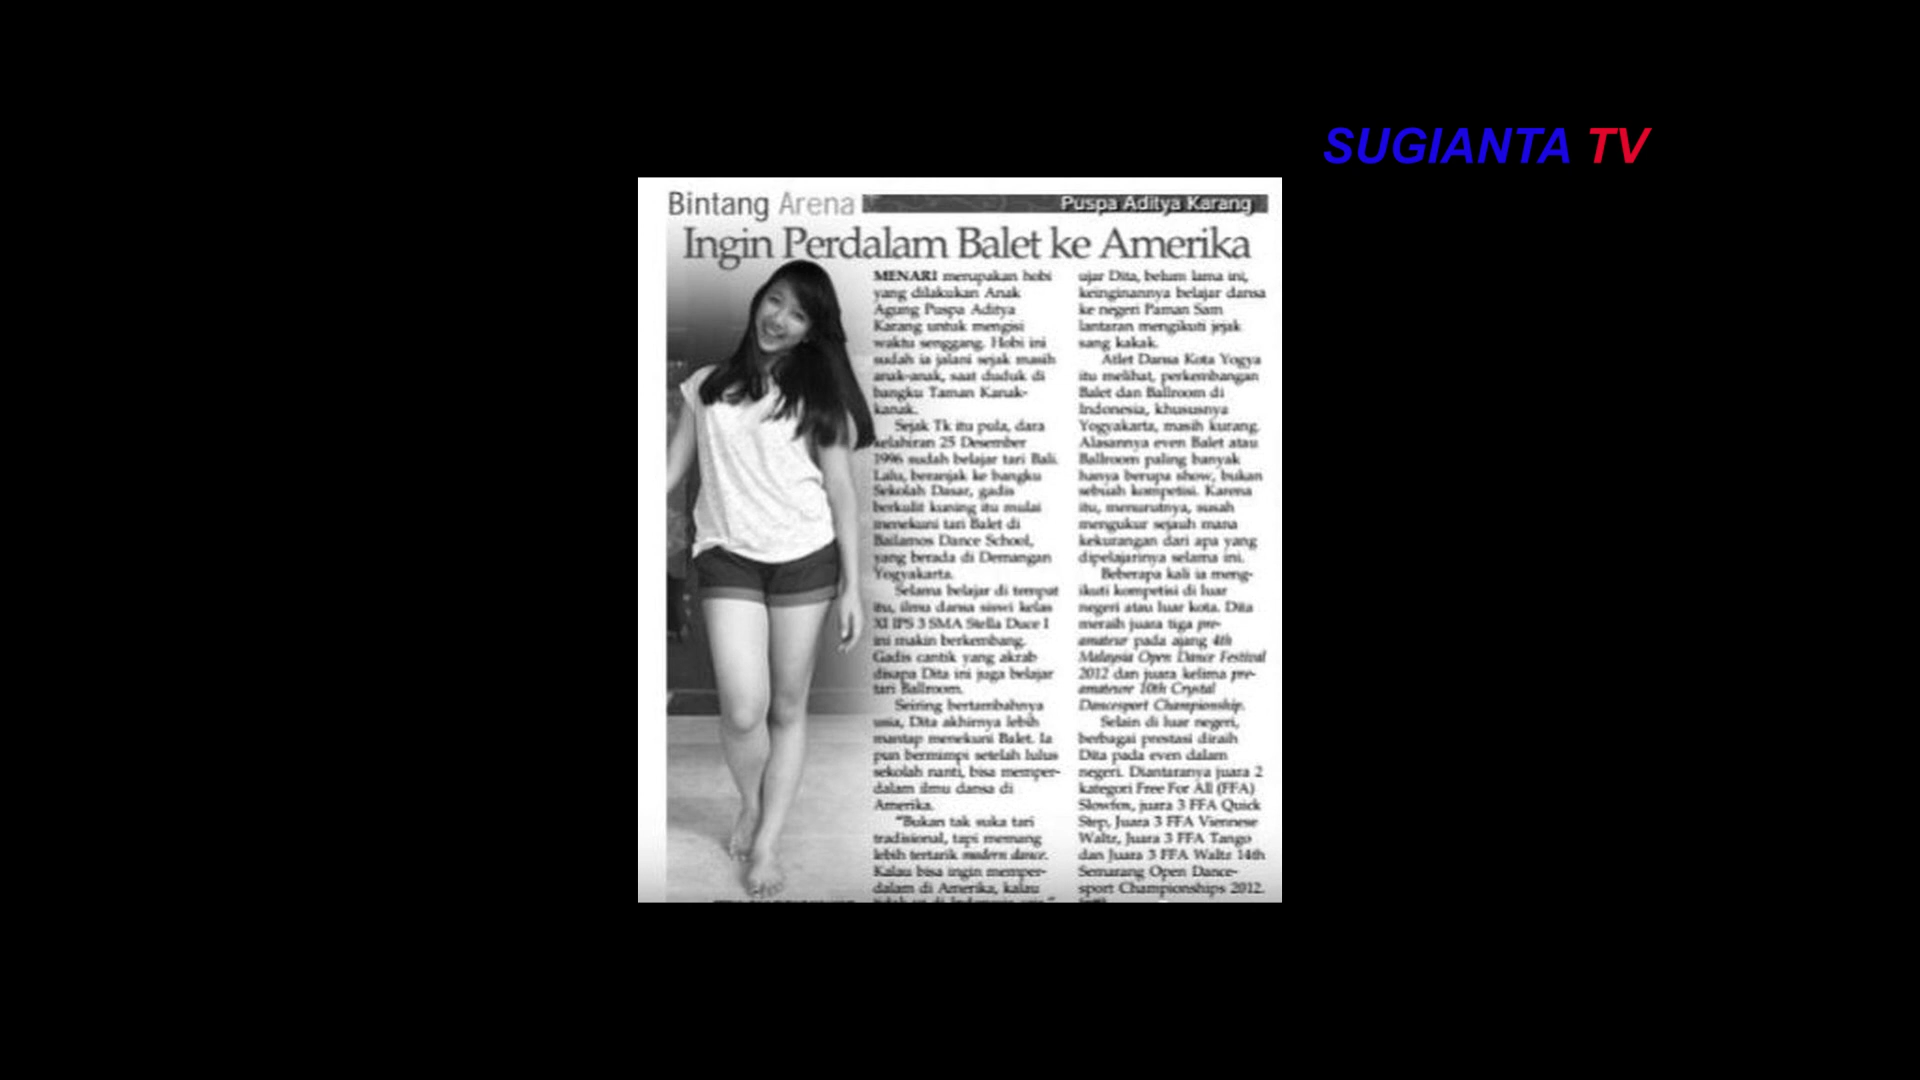 SUGIANTA TV
Bintang Arena
Puspa Aditya Karang
Ingin Perdalam Balet ke Amerika
MENARI merupakan hobi
yang dilakukan Anak
Agung Puspa Aditya
Karang untuk mengisi
waktu senggang. Hobi ini
sudah ia jalani sejak masih
anak-anak, saat duduk di
bangku Taman Kanak-
kanak.
Sejak Tk itu pula, dara
kelahiran 25 Desember
1996 sudah belajar tari Bali.
Lalu, beranjak ke bangku
Sekolah Dasar, gadis
berkulit kuning itu mulai
menekuni tari Balet di
Bailamos Dance School,
yang berada di Demangan
Yogyakarta.
Selama belajar di tempat
itu, ilmu dansa siswi kelas
XI IPS 3 SMA Stella Duce I
ini makin berkembang.
Gadis cantik yang akrab
disapa Dita ini juga belajar
tari Ballroom.
Seiring bertambahnya
usia, Dita akhirnya lebih
mantap menekuni Balet. Ia
pun bermimpi setelah lulus
sekolah nanti, bisa memper-
dalam ilmu dansa di
Amerika.
"Bukan tak suka tari
tradisional, tapi memang
lebih tertarik modern dance.
Kalau bisa ingin memper-
dalam di Amerika, kalau
ujar Dita, belum lama ini,
keinginannya belajar dansa
ke negeri Paman Sam
lantaran mengikuti jejak
sang kakak.
Atlet Dansa Kota Yogya
itu melihat, perkembangan
Balet dan Ballroom di
Indonesia, khususnya
Yogyakarta, masih kurang.
Alasannya even Balet atau
Ballroom paling banyak
hanya berupa show, bukan
sebuah kompetisi. Karena
itu, menurutnya, susah
mengukur sejauh mana
kekurangan dari apa yang
dipelajarinya selama ini.
Beberapa kali ia meng-
ikuti kompetisi di luar
negeri atau luar kota. Dita
meraih juara tiga pre-
amateur pada ajang 4th
Malaysia Open Dance Festival
2012 dan juara kelima pre-
amateur 10th Crystal
Dancesport Championship.
Selain di luar negeri,
berbagai prestasi diraih
Dita pada even dalam
negeri. Diantaranya juara 2
kategori Free For All (FFA)
Slowfox, juara 3 FFA Quick
Step, Juara 3 FFA Viennese
Waltz, Juara 3 FFA Tango
dan Juara 3 FFA Waltz 14th
Semarang Open Dance-
sport Championships 2012.